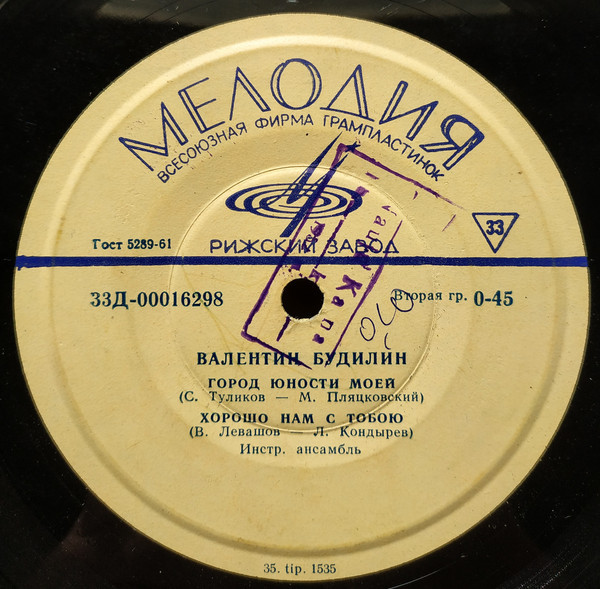 МЕЛОДИЯ
ВСЕСОЮЗНАЯ ФИРМА ГРАМПЛАСТИНОК
33
Гост 5289-61
РИЖСКИЙ ЗАВОД
33Д-00016298
Вторая гр. 0-45
ВАЛЕНТИН БУДИЛИН
ГОРОД ЮНОСТИ МОЕЙ
(С. Туликов — М. Пляцковский)
ХОРОШО НАМ С ТОБОЮ
(В. Левашов — Л. Кондырев)
Инстр. ансамбль
35. tip. 1535